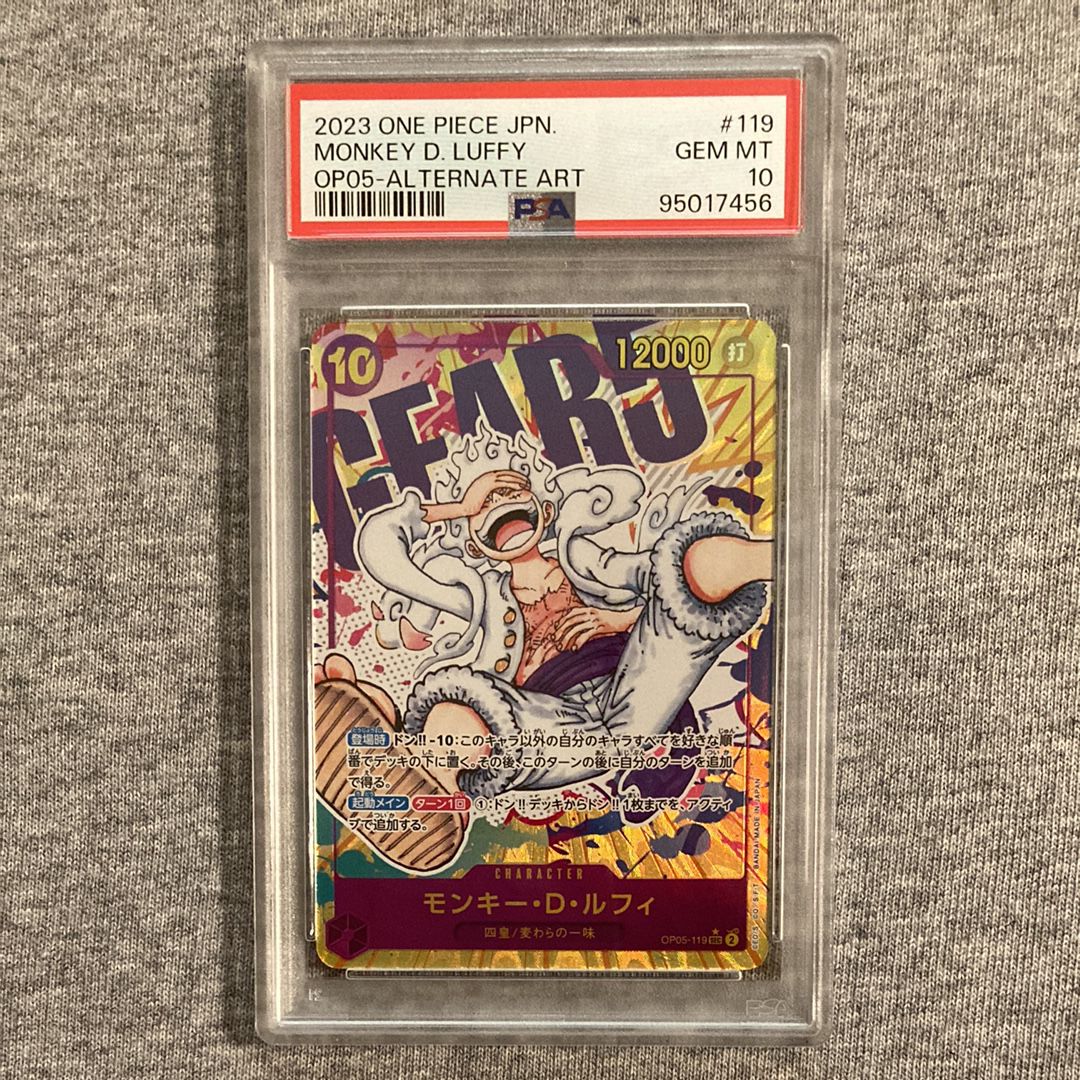 2023 ONE PIECE JPN. #119
MONKEY D. LUFFY GEM MT
OP05-ALTERNATE ART 10
PSA 95017456
10 12000 打
GEAR5
登場時 ドン!!-10:このキャラ以外の自分のキャラすべてを好きな順
番でデッキの下に置く。その後、このターンの後に自分のターンを追加
で得る。
起動メイン ターン1回 ①:ドン!!デッキからドン!!1枚までを、アクティ
ブで追加する。
CHARACTER
モンキー・D・ルフィ
四皇/麦わらの一味
OP05-119 SEC 2
BANDAI MADE IN JAPAN
PSA